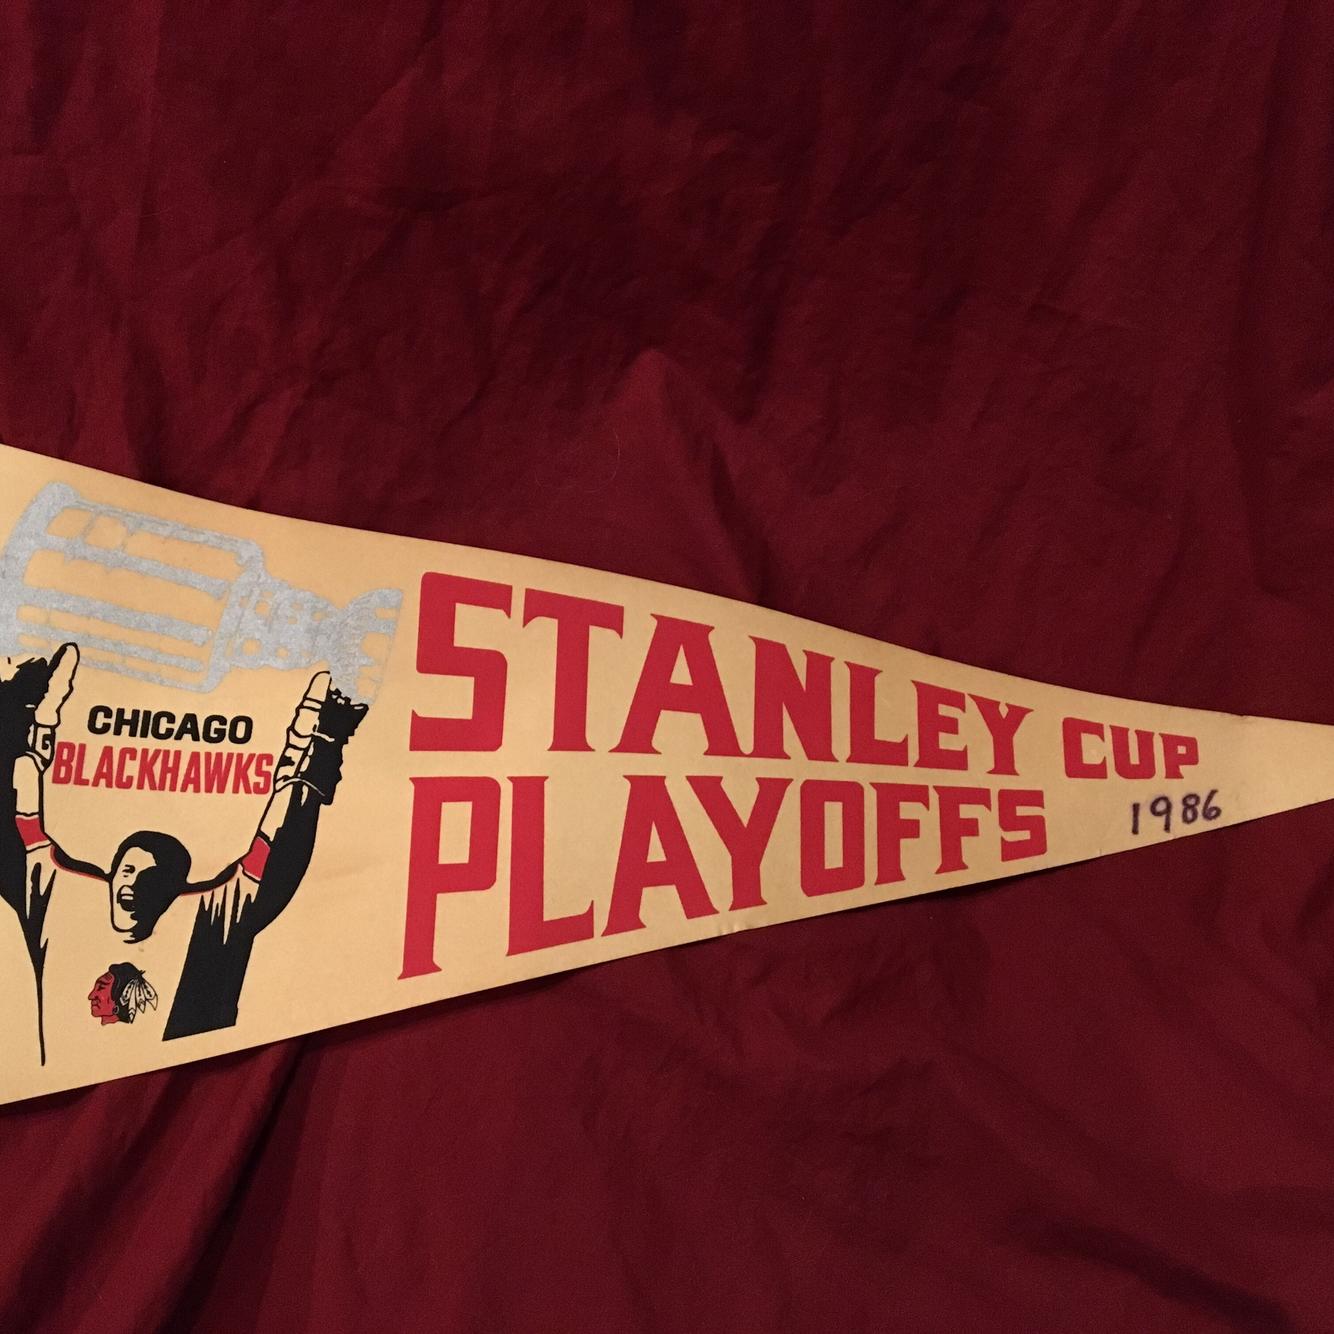 CHICAGO
BLACKHAWKS
STANLEY CUP
PLAYOFFS
1986